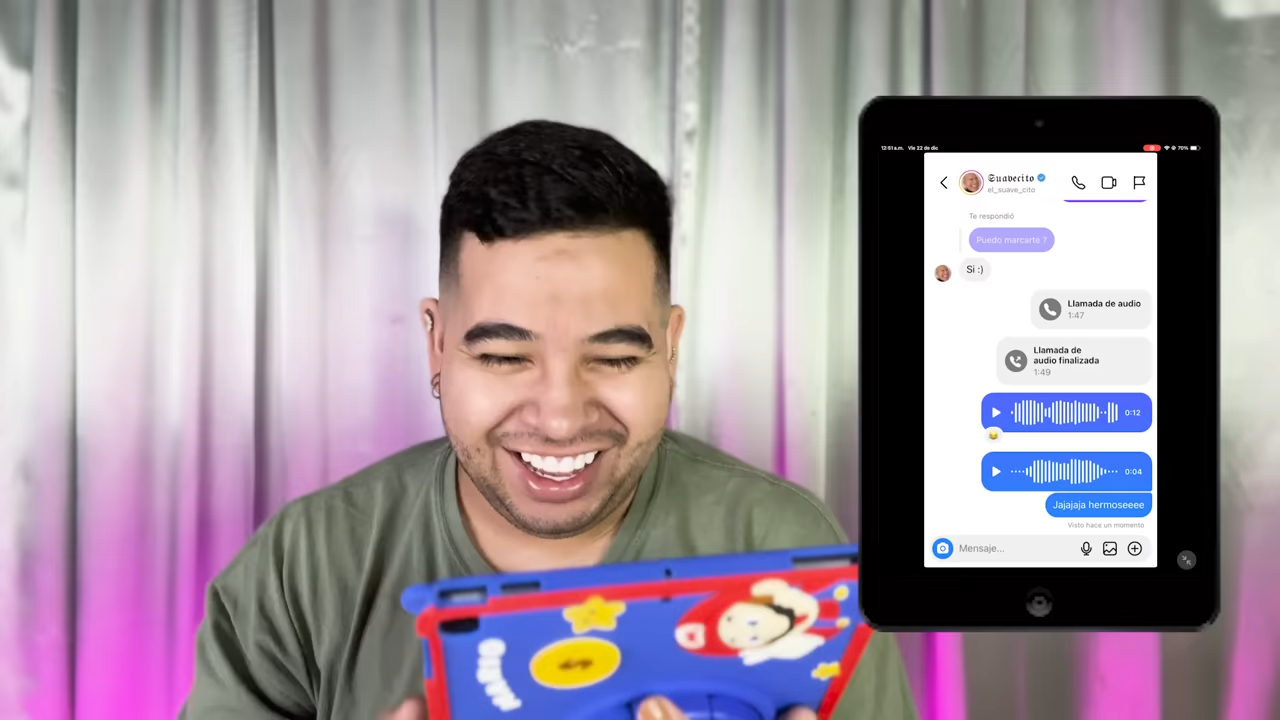 12:51 a.m. Vie 22 de dic
70%
𝕾𝖚𝖆𝖛𝖊𝖈𝖎𝖙𝖔
el_suave_cito
Te respondió
Puedo marcarte ?
Si :)
Llamada de audio
1:47
Llamada de
audio finalizada
1:49
0:12
0:04
Jajajaja hermoseeee
Visto hace un momento
Mensaje...